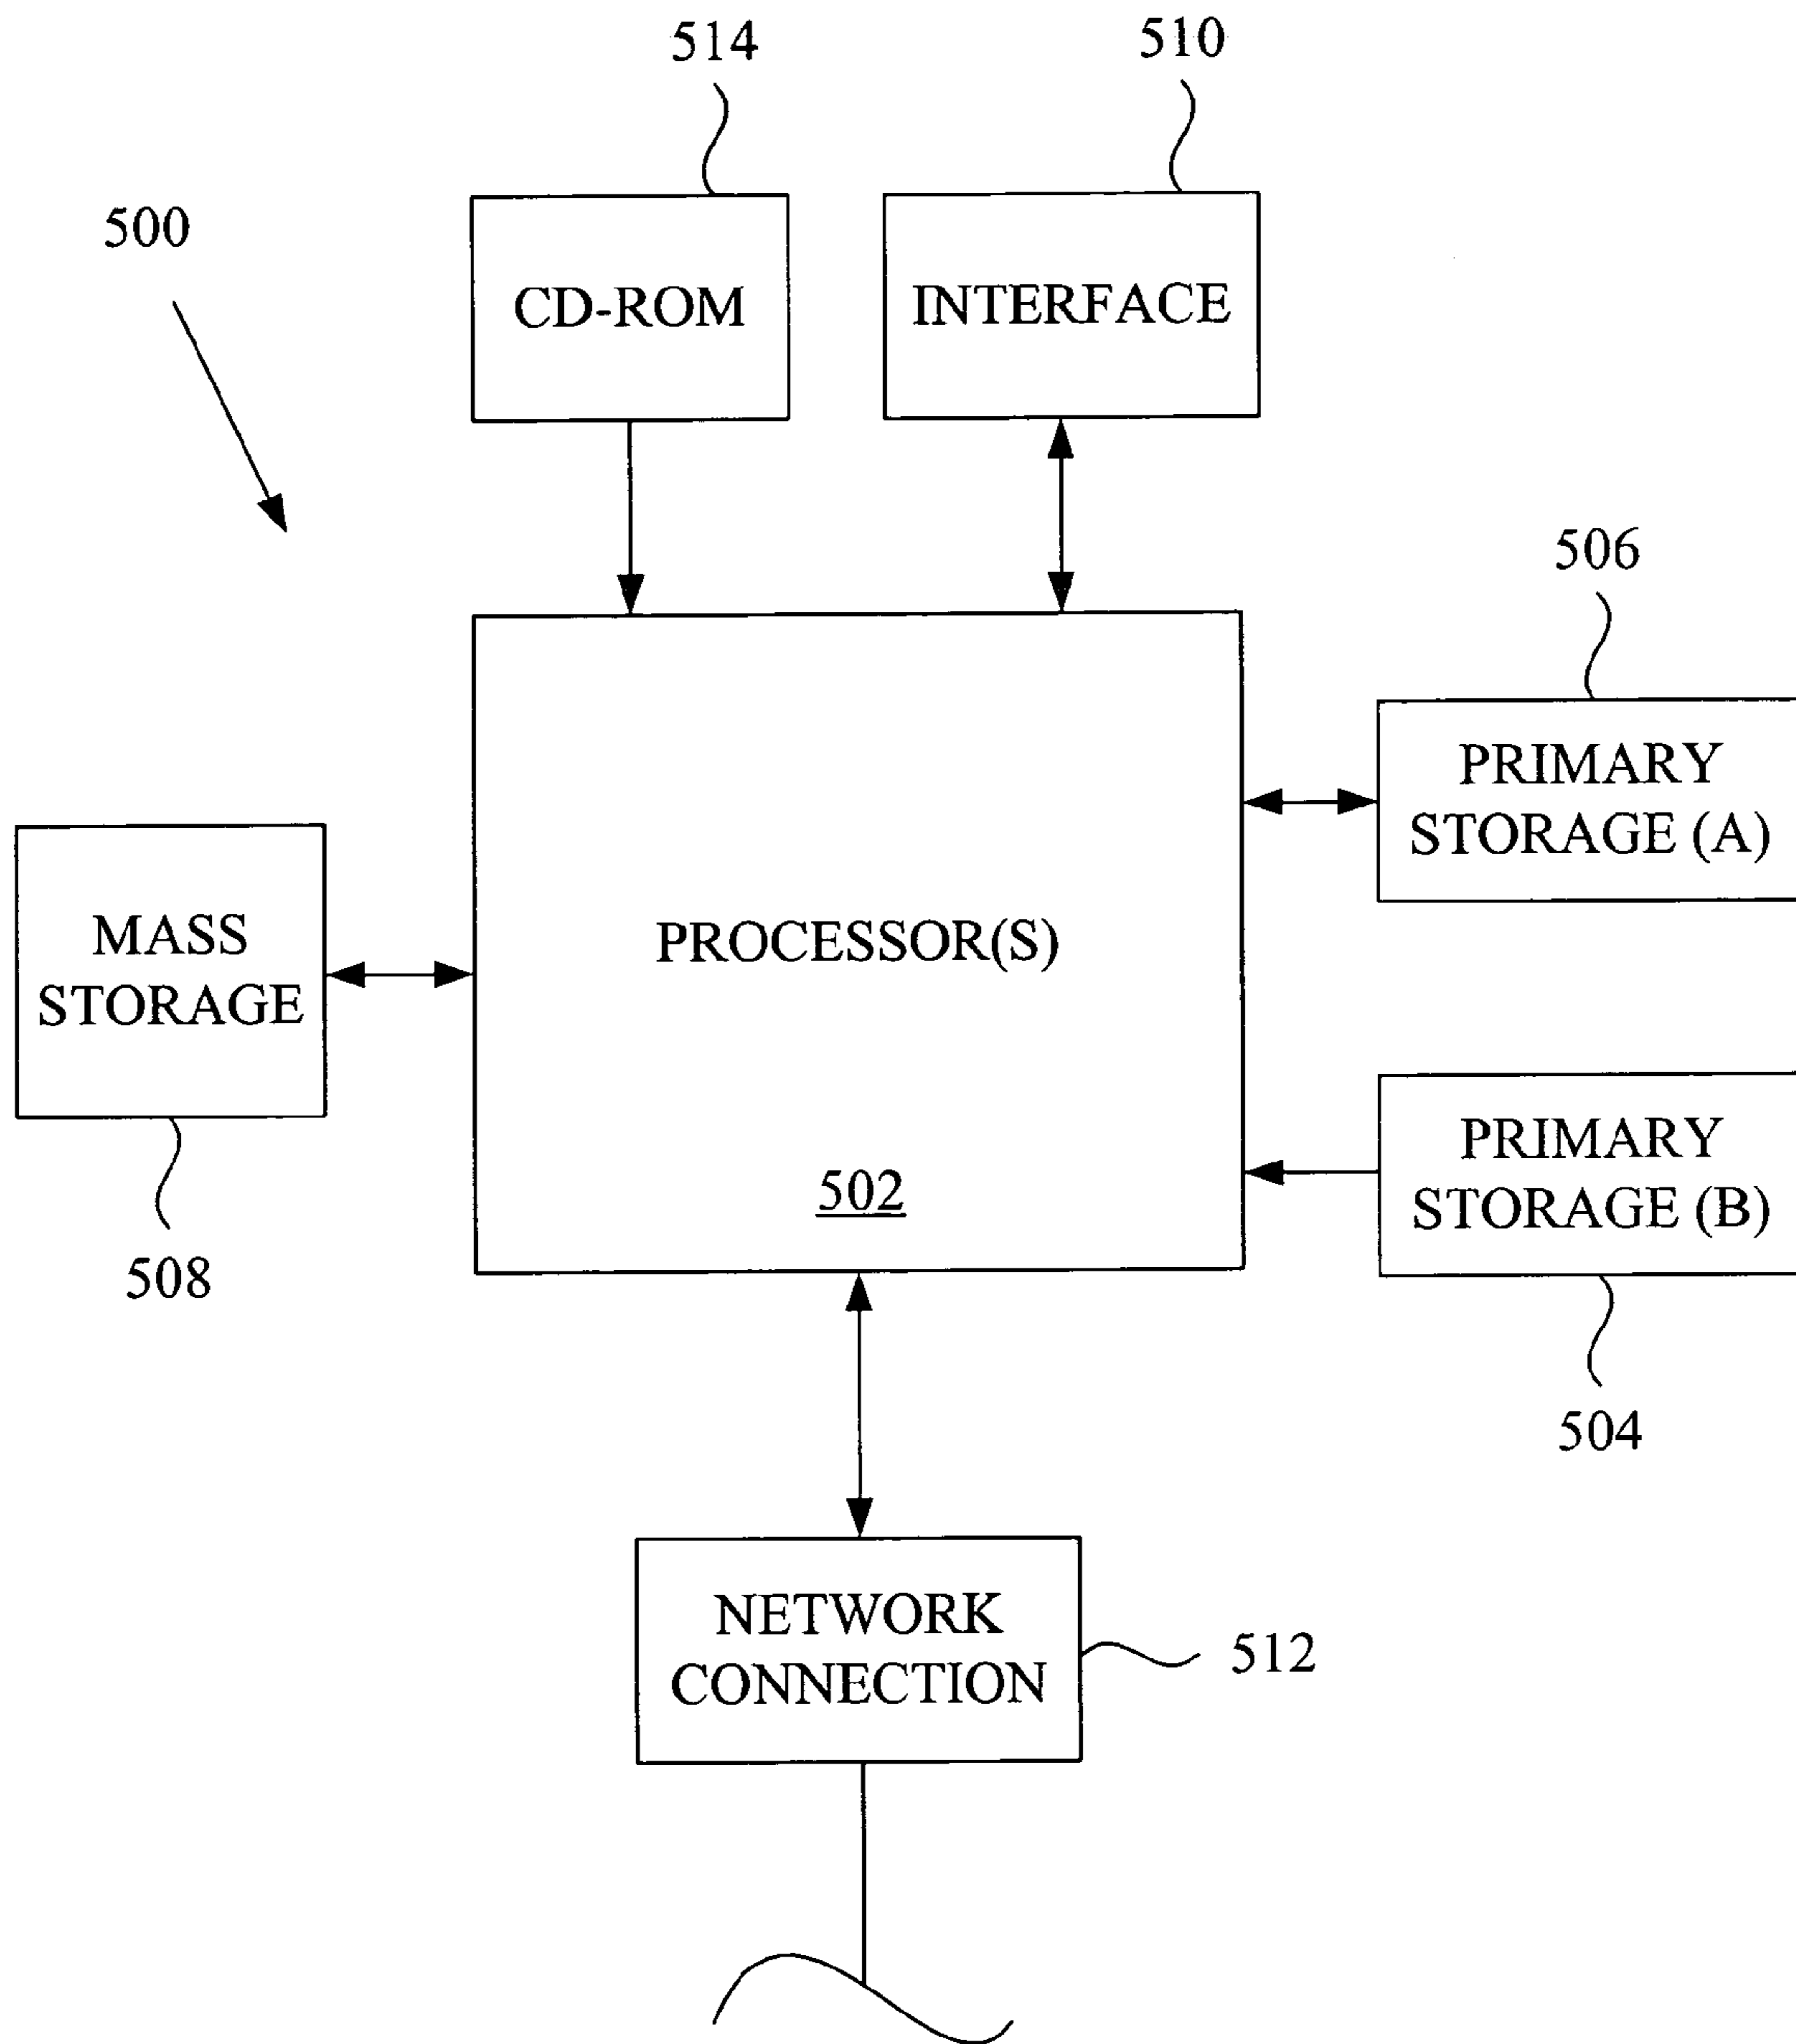 514
510
500
CD-ROM
INTERFACE
506
PRIMARY
STORAGE (A)
MASS
STORAGE
PROCESSOR(S)
502
PRIMARY
STORAGE (B)
508
504
NETWORK
CONNECTION
512